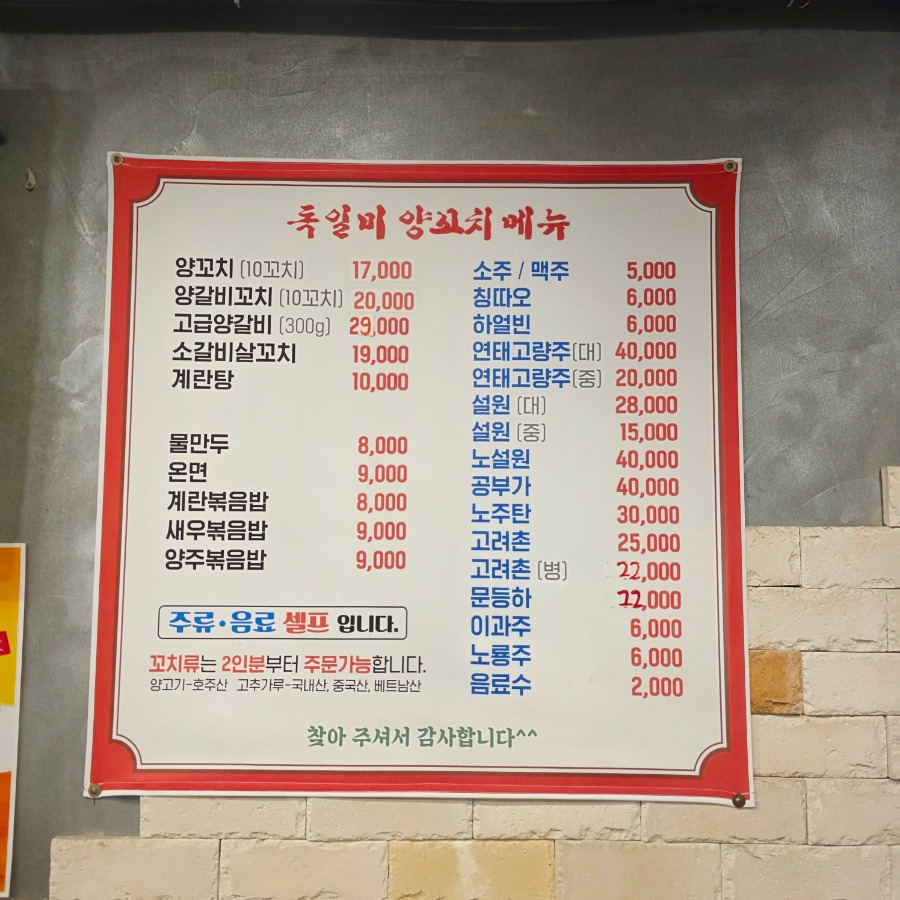 독일미 양꼬치 메뉴
양꼬치 (10꼬치) 17,000
양갈비꼬치 (10꼬치) 20,000
고급양갈비 (300g) 29,000
소갈비살꼬치 19,000
계란탕 10,000
물만두 8,000
온면 9,000
계란볶음밥 8,000
새우볶음밥 9,000
양주볶음밥 9,000
주류·음료 셀프 입니다.
꼬치류는 2인분부터 주문가능합니다.
양고기-호주산 고추가루-국내산, 중국산, 베트남산
소주 / 맥주 5,000
칭따오 6,000
하얼빈 6,000
연태고량주(대) 40,000
연태고량주(중) 20,000
설원 (대) 28,000
설원 (중) 15,000
노설원 40,000
공부가 40,000
노주탄 30,000
고려촌 25,000
고려촌 (병) 22,000
문등하 22,000
이과주 6,000
노룡주 6,000
음료수 2,000
찾아 주셔서 감사합니다^^